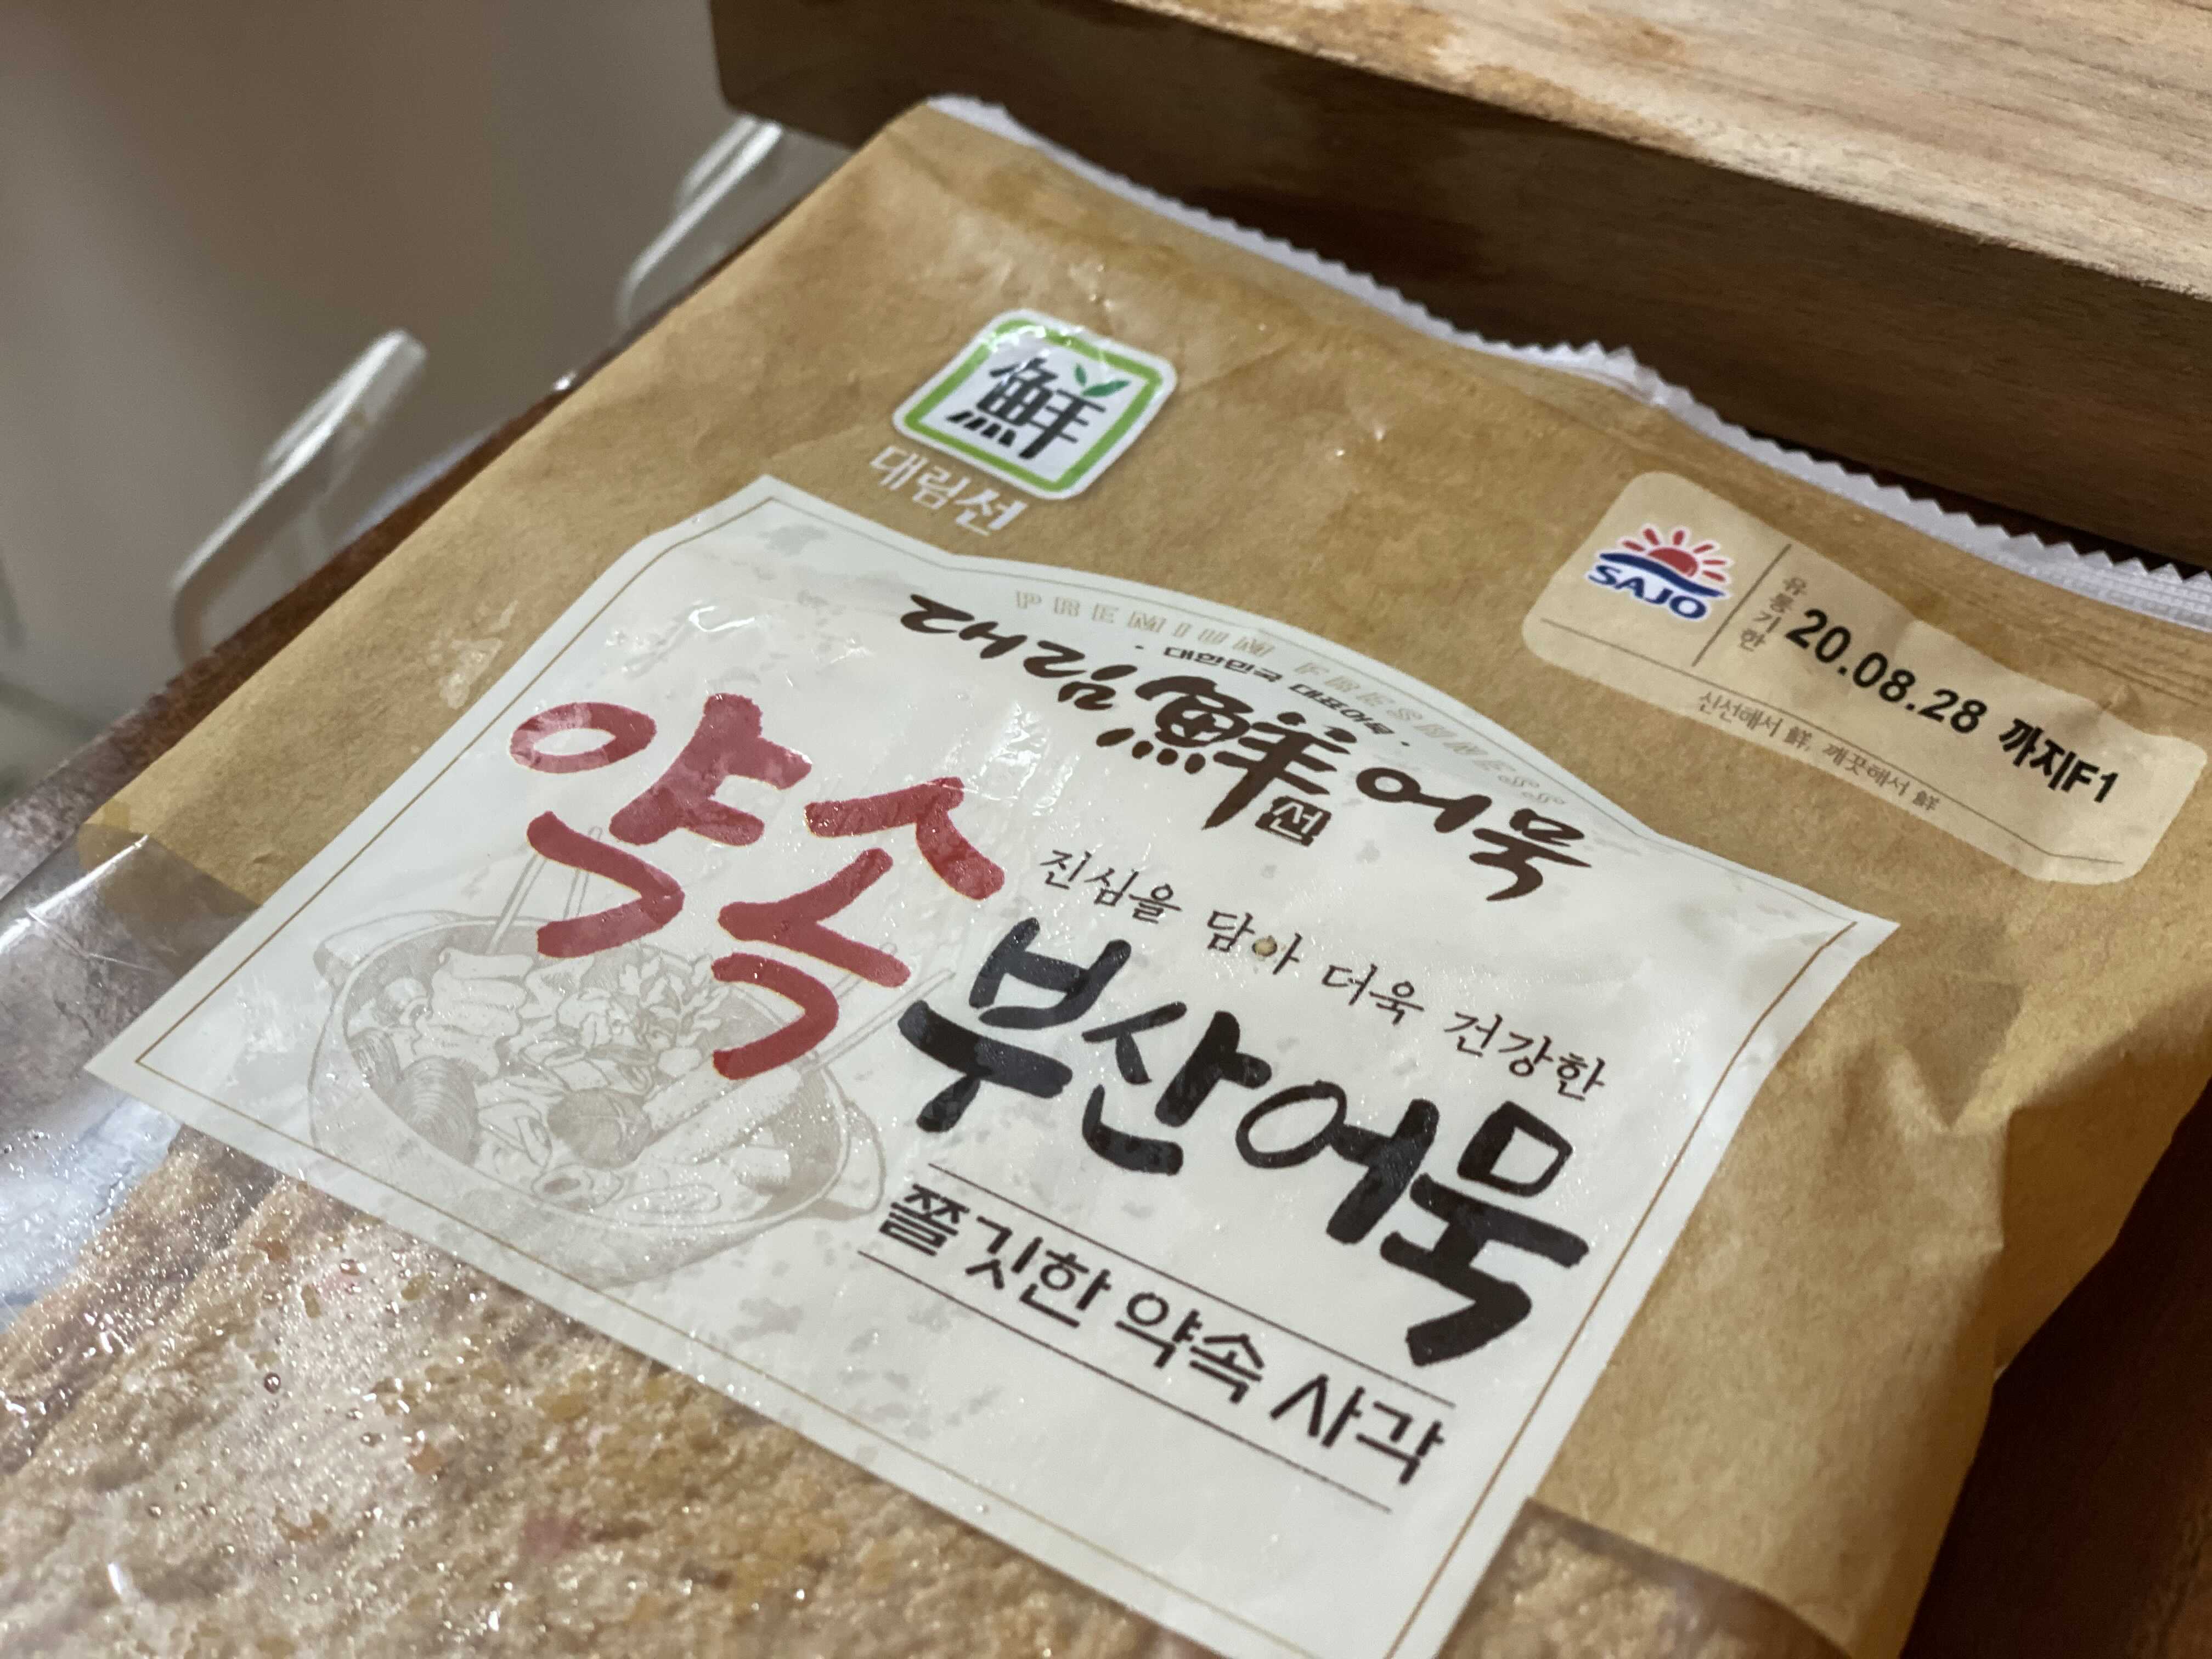 鮮
대림선
SAJO
유통기한
20.08.28 까지F1
신선해서 鮮, 깨끗해서 鮮
PREMIUM FRESHNESS
· 대한민국 대표어묵 ·
대림鮮어묵
선
약속
진심을 담아 더욱 건강한
부산어묵
쫄깃한 약속 사각